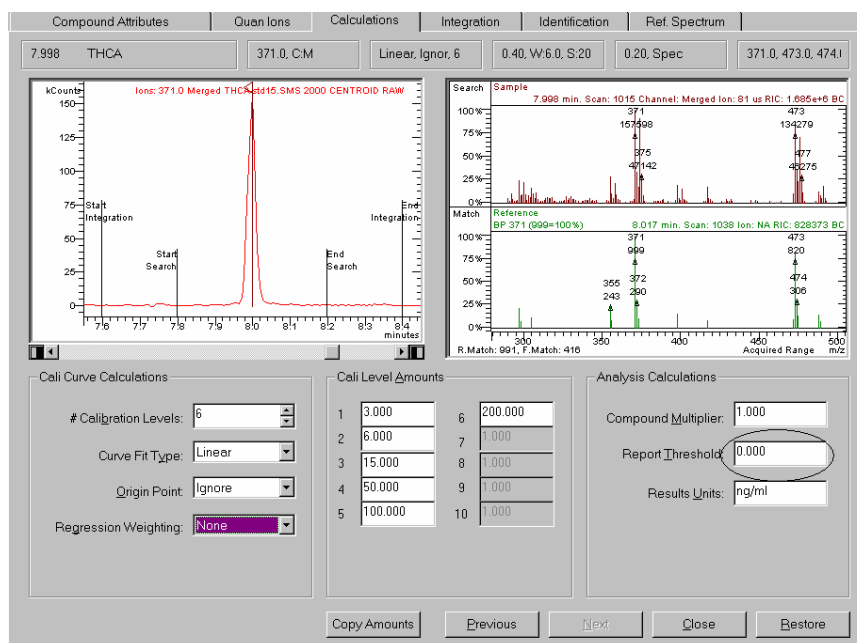 Compound Attributes Quan Ions Calculations Integration Identification Ref. Spectrum
7.998 THCA 371.0, C:M Linear, Ignor, 6 0.40, W:6.0, S:20 0.20, Spec 371.0, 473.0, 474.
kCounts Ions: 371.0 Merged THCA std15.SMS 2000 CENTROID RAW
150
125
100
75
50
25
0
Start
Integration
Start
Search
End
Search
End
Integration
7.6 7.7 7.8 7.9 8.0 8.1 8.2 8.3 8.4
minutes
Search Sample
7.998 min. Scan: 1015 Channel: Merged Ion: 81 us RIC: 1.685e+6 BC
100%
75%
50%
25%
0%
371
157598
375
47142
473
134279
477
Match Reference
BP 371 (999=100%) 8.017 min. Scan: 1038 Ion: NA RIC: 828373 BC
100%
75%
50%
25%
0%
355
243
371
999
372
290
473
820
474
306
300 350 400 450 500
R.Match: 991, F.Match: 416 Acquired Range m/z
Cali Curve Calculations
# Calibration Levels: 6
Curve Fit Type: Linear
Origin Point: Ignore
Regression Weighting: None
Cali Level Amounts
1 3.000 6 200.000
2 6.000 7 1.000
3 15.000 8 1.000
4 50.000 9 1.000
5 100.000 10 1.000
Analysis Calculations
Compound Multiplier: 1.000
Report Threshold: 0.000
Results Units: ng/ml
Copy Amounts Previous Next Close Restore